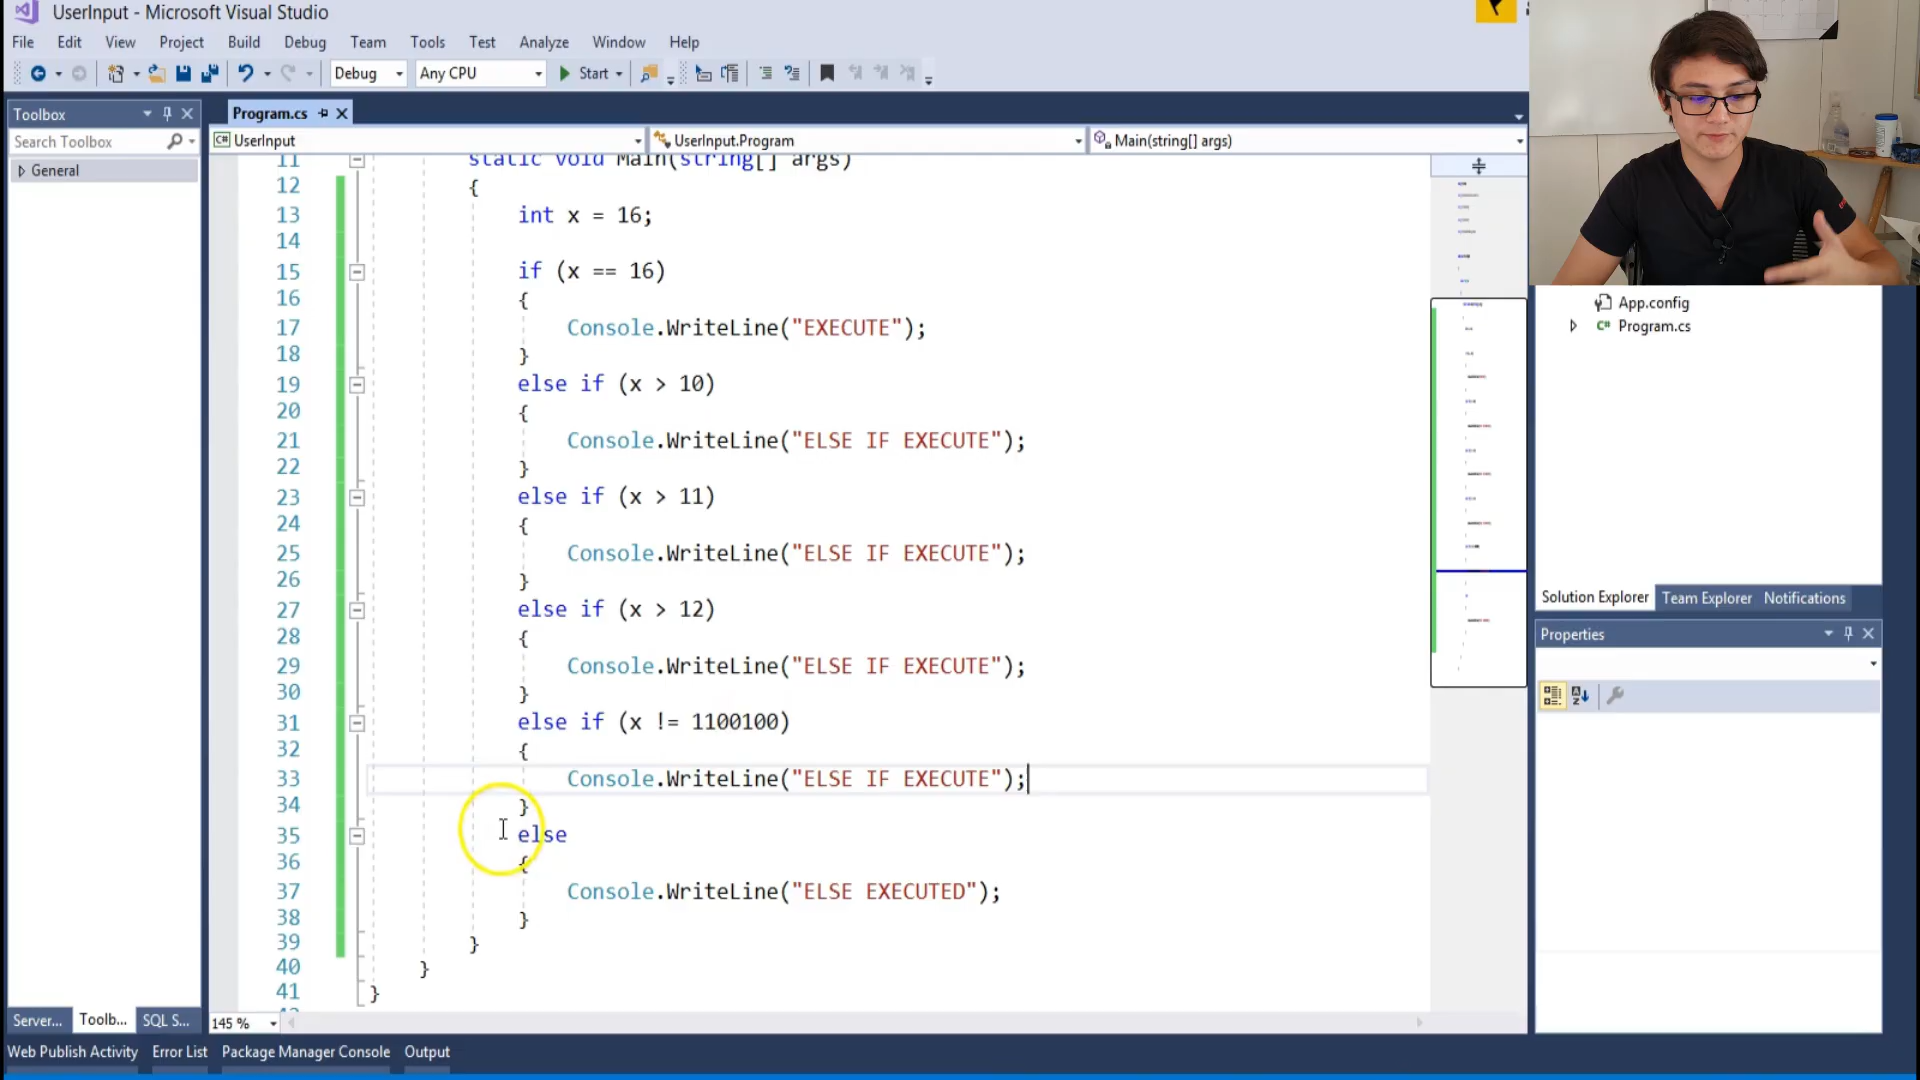 UserInput - Microsoft Visual Studio
File Edit View Project Build Debug Team Tools Test Analyze Window Help
Debug Any CPU Start
Toolbox
Search Toolbox
General
Program.cs
C# UserInput UserInput.Program Main(string[] args)
11 static void Main(string[] args)
12 {
13 int x = 16;
14
15 if (x == 16)
16 {
17 Console.WriteLine("EXECUTE");
18 }
19 else if (x > 10)
20 {
21 Console.WriteLine("ELSE IF EXECUTE");
22 }
23 else if (x > 11)
24 {
25 Console.WriteLine("ELSE IF EXECUTE");
26 }
27 else if (x > 12)
28 {
29 Console.WriteLine("ELSE IF EXECUTE");
30 }
31 else if (x != 1100100)
32 {
33 Console.WriteLine("ELSE IF EXECUTE");
34 }
35 else
36 {
37 Console.WriteLine("ELSE EXECUTED");
38 }
39 }
40 }
41 }
145 %
App.config
C# Program.cs
Solution Explorer Team Explorer Notifications
Properties
Server... Toolb... SQL S...
Web Publish Activity Error List Package Manager Console Output